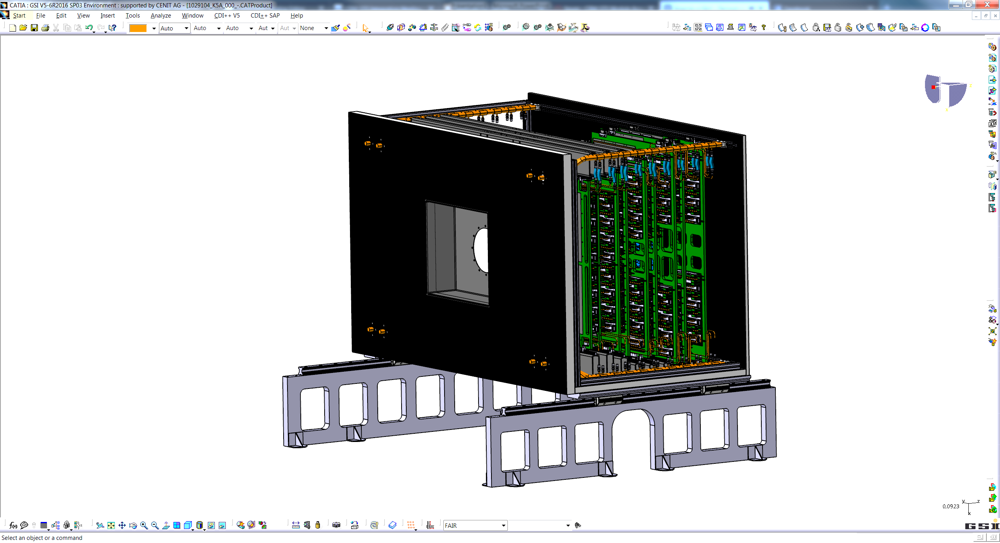 CATIA : GSI V5-6R2016 SP03 Environment : supported by CENIT AG - [1029104_K5A_000_-.CATProduct]
Start File Edit View Insert Tools Analyze Window CDI++ V5 CDI++ SAP Help
Auto Auto Auto Aut Aut None
z
x
y z
0,0923
x
f(x) FAIR
GSI
Select an object or a command